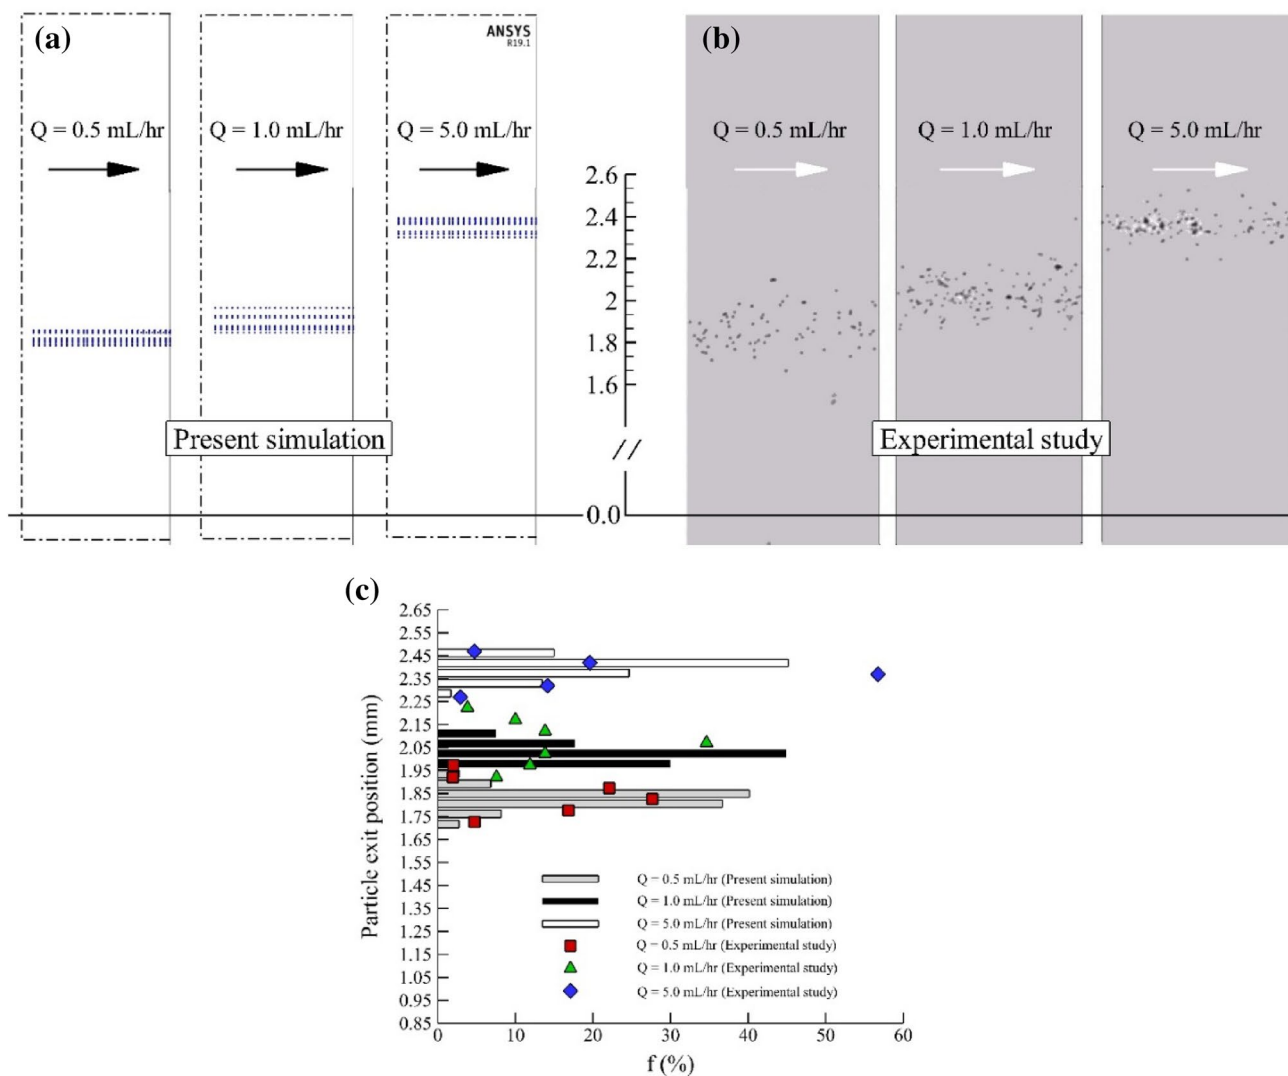 (a)
ANSYS
R19.1
(b)
Q = 0.5 mL/hr
Q = 1.0 mL/hr
Q = 5.0 mL/hr
Q = 0.5 mL/hr
Q = 1.0 mL/hr
Q = 5.0 mL/hr
2.6
2.4
2.2
2
1.8
1.6
0.0
Present simulation
Experimental study
(c)
Particle exit position (mm)
2.65
2.55
2.45
2.35
2.25
2.15
2.05
1.95
1.85
1.75
1.65
1.55
1.45
1.35
1.25
1.15
1.05
0.95
0.85
Q = 0.5 mL/hr (Present simulation)
Q = 1.0 mL/hr (Present simulation)
Q = 5.0 mL/hr (Present simulation)
Q = 0.5 mL/hr (Experimental study)
Q = 1.0 mL/hr (Experimental study)
Q = 5.0 mL/hr (Experimental study)
0 10 20 30 40 50 60
f (%)